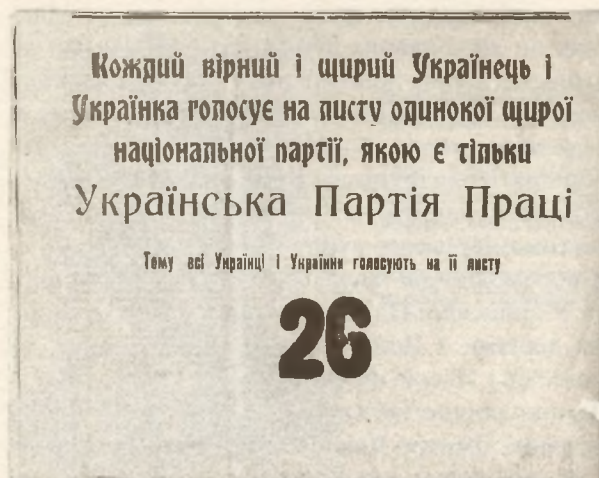 Кождий вірний і щирий Українець і
Українка голосує на листу одинокої щирої
національної партії, якою є тільки
Українська Партія Праці
Тому всі Українці і Українки голосують на її листу
26